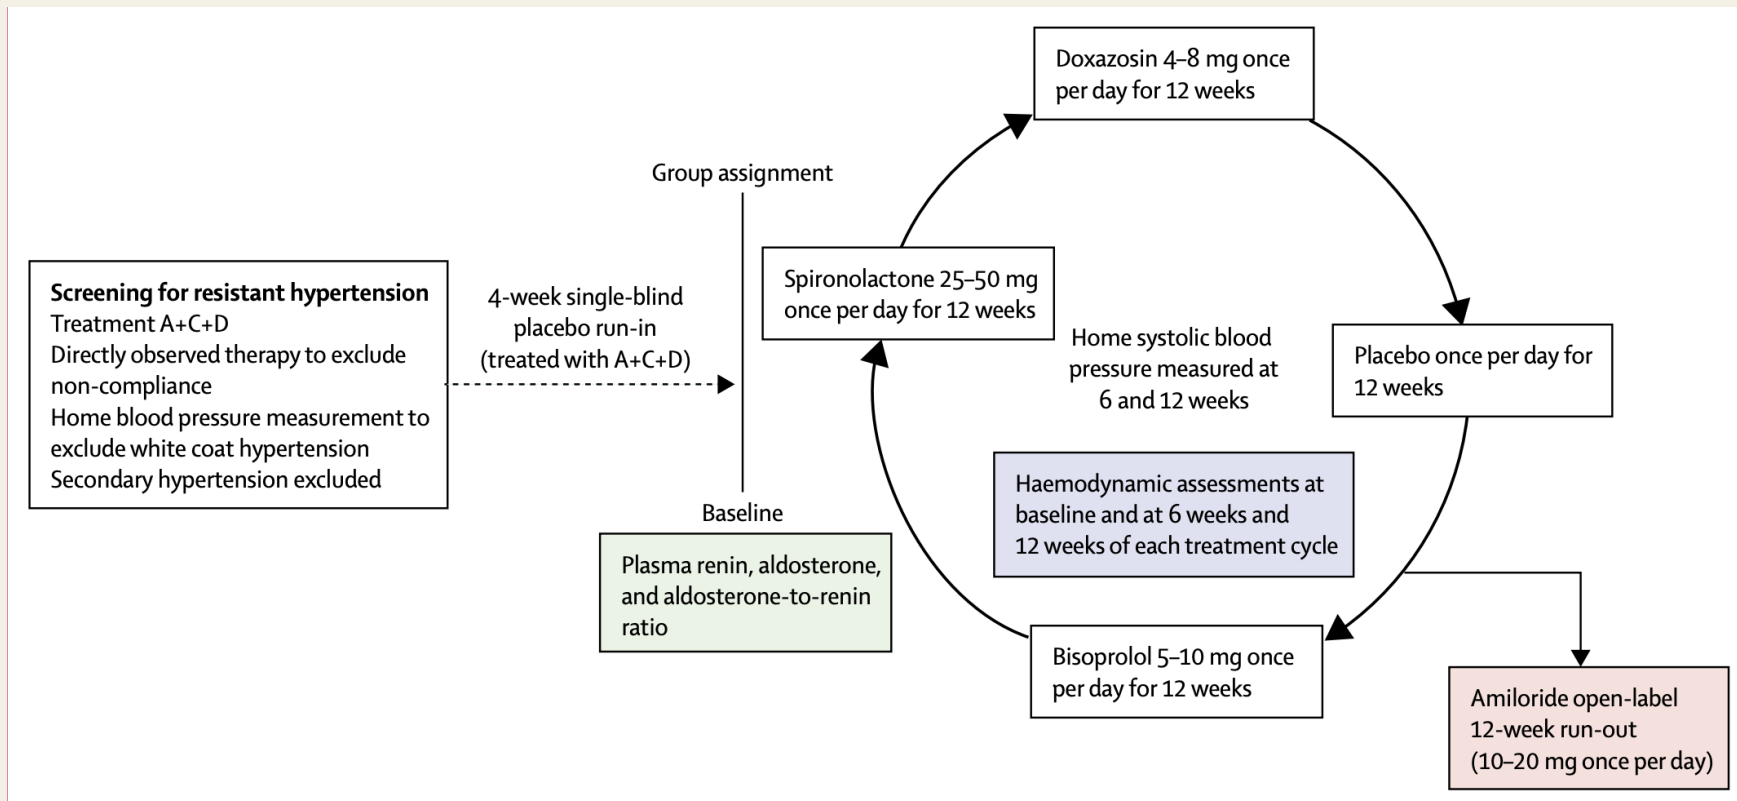 Screening for resistant hypertension
Treatment A+C+D
Directly observed therapy to exclude
non-compliance
Home blood pressure measurement to
exclude white coat hypertension
Secondary hypertension excluded
4-week single-blind
placebo run-in
(treated with A+C+D)
Group assignment
Baseline
Plasma renin, aldosterone,
and aldosterone-to-renin
ratio
Spironolactone 25–50 mg
once per day for 12 weeks
Doxazosin 4–8 mg once
per day for 12 weeks
Placebo once per day for
12 weeks
Bisoprolol 5–10 mg once
per day for 12 weeks
Home systolic blood
pressure measured at
6 and 12 weeks
Haemodynamic assessments at
baseline and at 6 weeks and
12 weeks of each treatment cycle
Amiloride open-label
12-week run-out
(10–20 mg once per day)